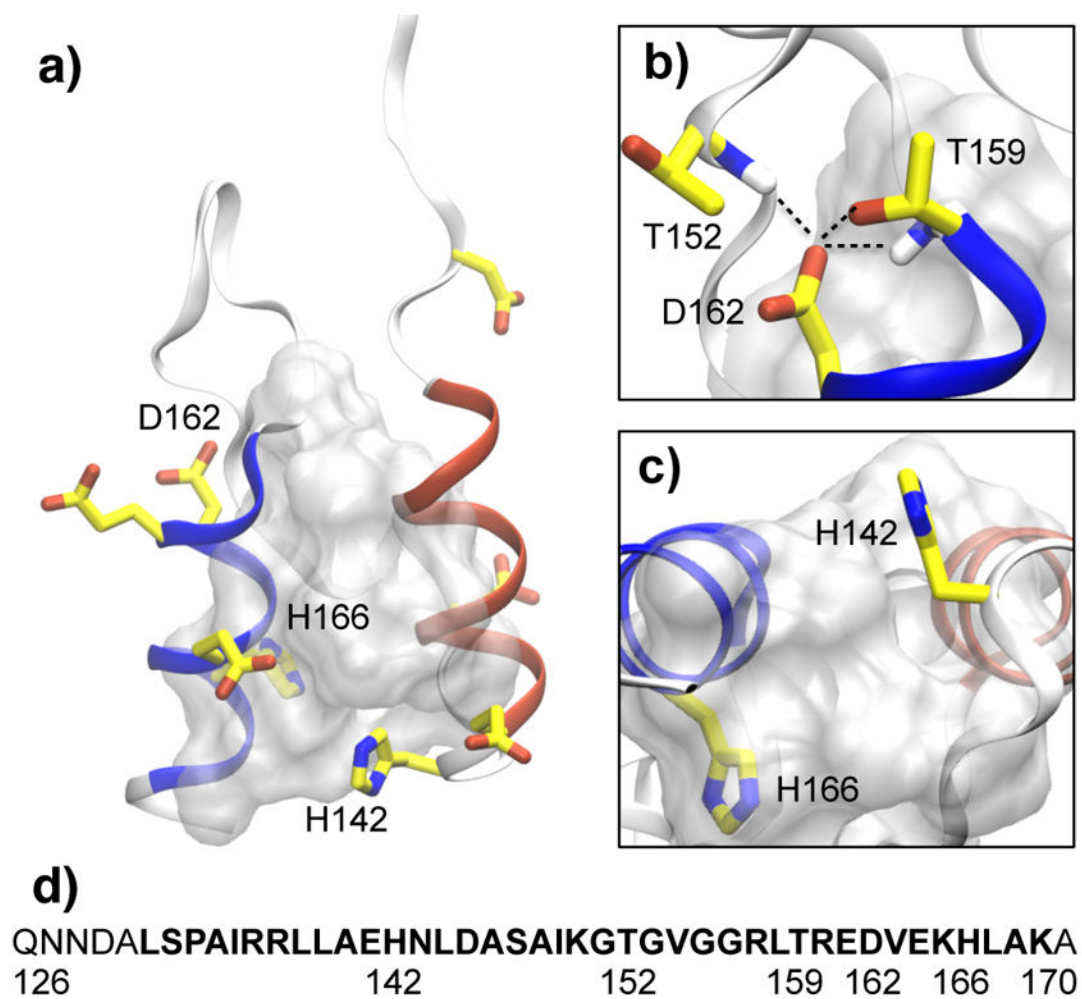 a)
D162
H166
H142
b)
T159
T152
D162
c)
H142
H166
d)
QNNDALSPAIRRLLAEHNLDASAIKGTGVGGRLTREDVEKHLAKA
126 142 152 159 162 166 170